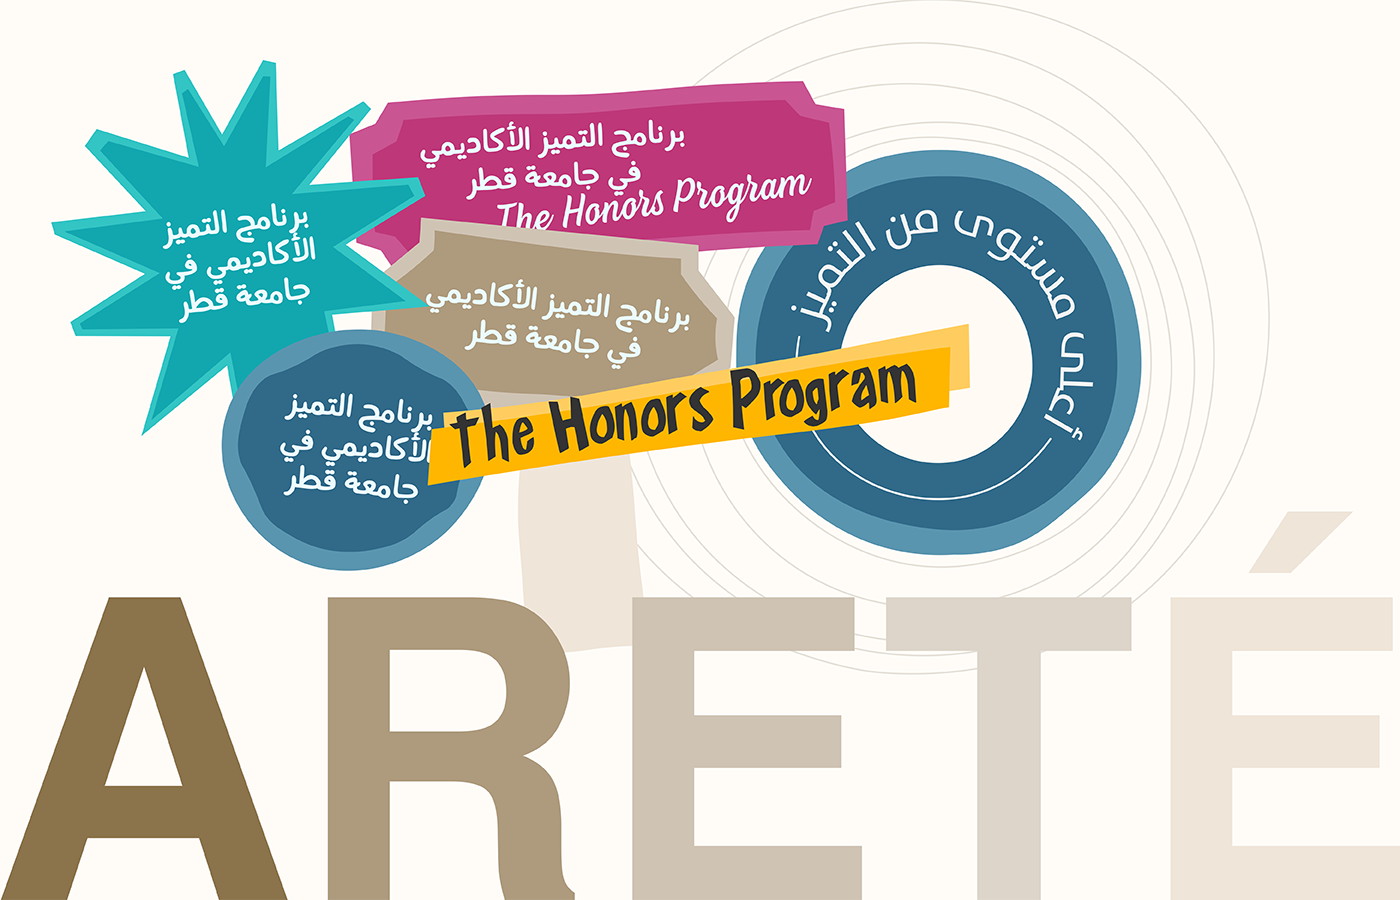 برنامج التميز الأكاديمي
في جامعة قطر
The Honors Program
برنامج التميز
الأكاديمي في
جامعة قطر
برنامج التميز الأكاديمي
في جامعة قطر
أعلى مستوى من التميز
The Honors Program
برنامج التميز
الأكاديمي في
جامعة قطر
ARETÉ